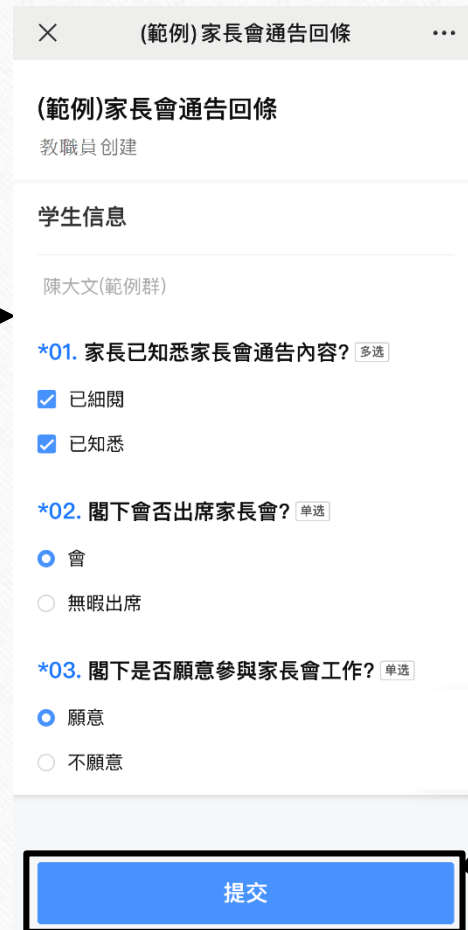 (範例)家長會通告回條
(範例)家長會通告回條
教職員创建
学生信息
陳大文(範例群)
*01. 家長已知悉家長會通告內容? 多选
已細閱
已知悉
*02. 閣下會否出席家長會? 单选
會
無暇出席
*03. 閣下是否願意參與家長會工作? 单选
願意
不願意
提交